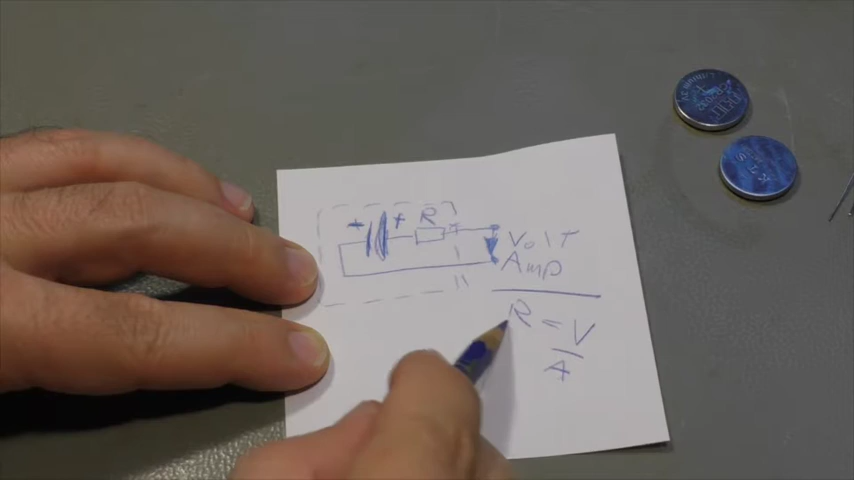 + + R
VOLT
AMP
R = V
A